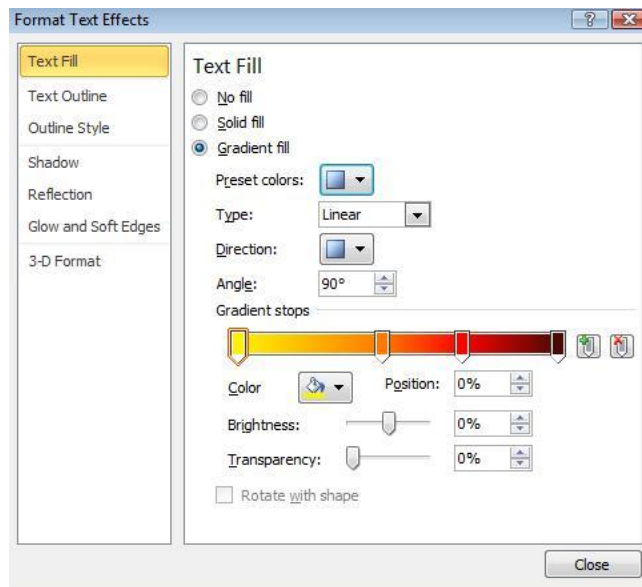 Format Text Effects
Text Fill
Text Outline
Outline Style
Shadow
Reflection
Glow and Soft Edges
3-D Format
Text Fill
No fill
Solid fill
Gradient fill
Preset colors:
Type: Linear
Direction:
Angle: 90°
Gradient stops
Color Position: 0%
Brightness: 0%
Transparency: 0%
Rotate with shape
Close